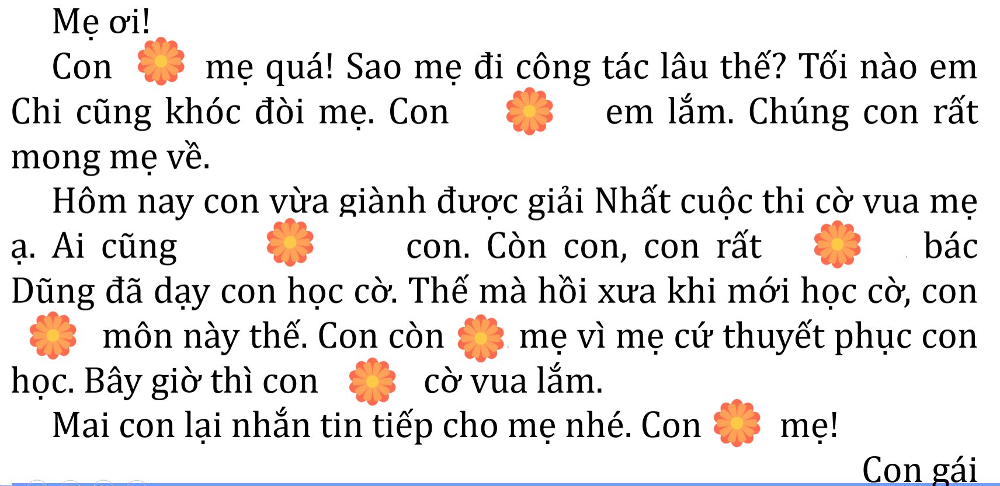 Mẹ ơi!
Con mẹ quá! Sao mẹ đi công tác lâu thế? Tối nào em
Chi cũng khóc đòi mẹ. Con em lắm. Chúng con rất
mong mẹ về.
Hôm nay con vừa giành được giải Nhất cuộc thi cờ vua mẹ
ạ. Ai cũng con. Còn con, con rất bác
Dũng đã dạy con học cờ. Thế mà hồi xưa khi mới học cờ, con
môn này thế. Con còn mẹ vì mẹ cứ thuyết phục con
học. Bây giờ thì con cờ vua lắm.
Mai con lại nhắn tin tiếp cho mẹ nhé. Con mẹ!
Con gái